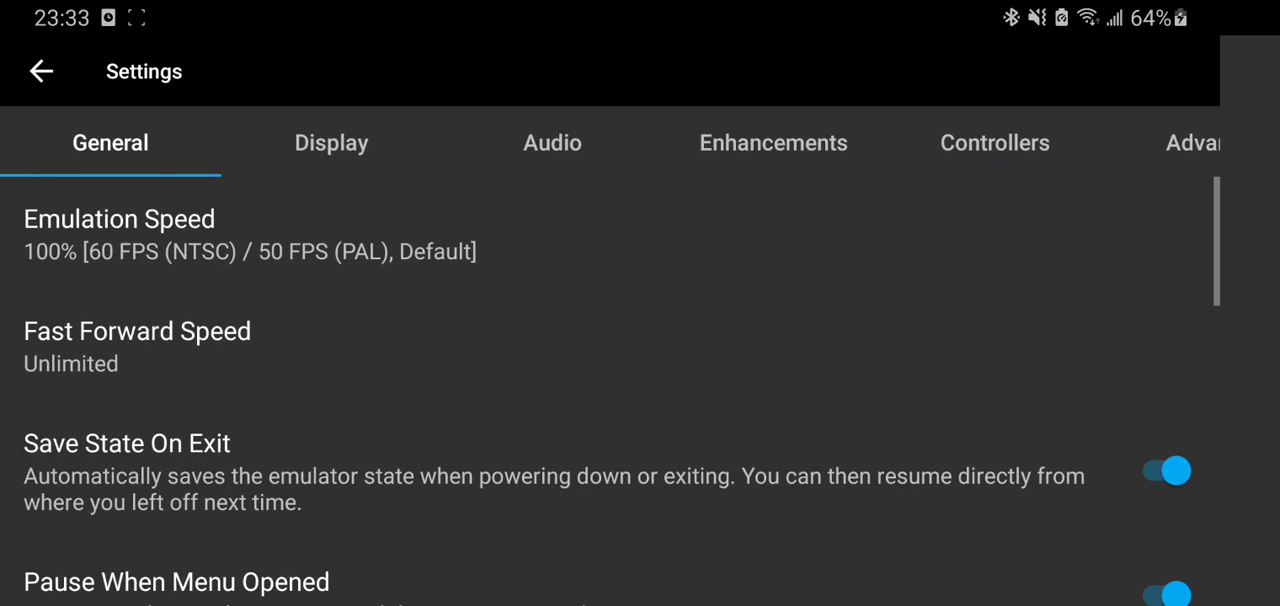 23:33 64%
Settings
General Display Audio Enhancements Controllers Adva
Emulation Speed
100% [60 FPS (NTSC) / 50 FPS (PAL), Default]
Fast Forward Speed
Unlimited
Save State On Exit
Automatically saves the emulator state when powering down or exiting. You can then resume directly from
where you left off next time.
Pause When Menu Opened